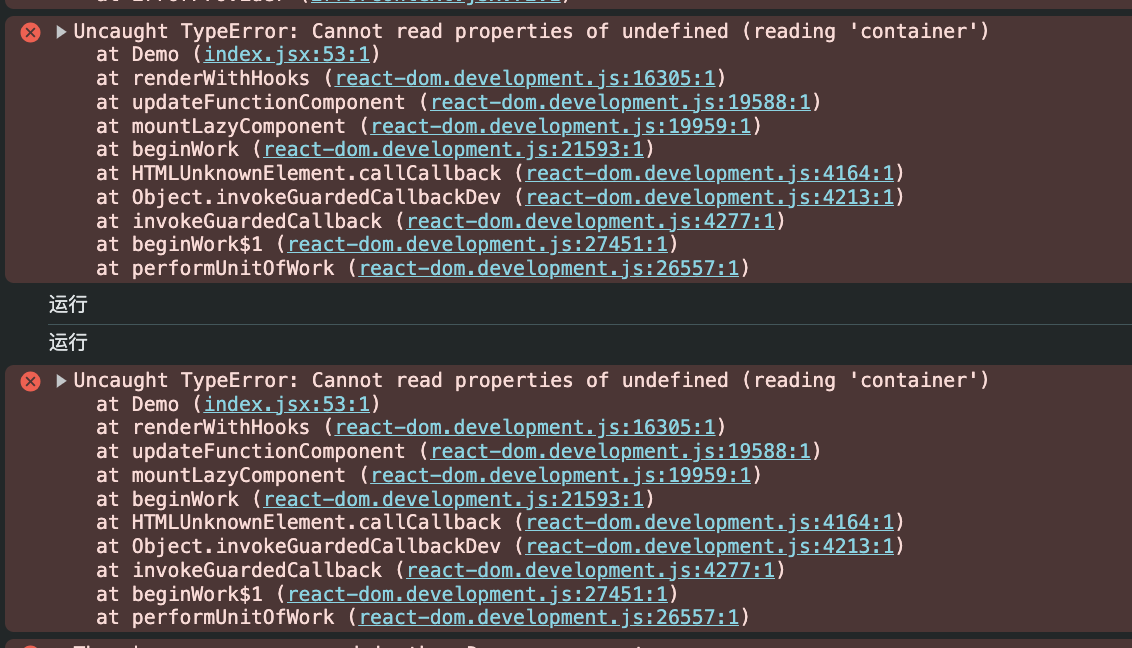 Uncaught TypeError: Cannot read properties of undefined (reading 'container')
at Demo (index.jsx:53:1)
at renderWithHooks (react-dom.development.js:16305:1)
at updateFunctionComponent (react-dom.development.js:19588:1)
at mountLazyComponent (react-dom.development.js:19959:1)
at beginWork (react-dom.development.js:21593:1)
at HTMLUnknownElement.callCallback (react-dom.development.js:4164:1)
at Object.invokeGuardedCallbackDev (react-dom.development.js:4213:1)
at invokeGuardedCallback (react-dom.development.js:4277:1)
at beginWork$1 (react-dom.development.js:27451:1)
at performUnitOfWork (react-dom.development.js:26557:1)
运行
运行
Uncaught TypeError: Cannot read properties of undefined (reading 'container')
at Demo (index.jsx:53:1)
at renderWithHooks (react-dom.development.js:16305:1)
at updateFunctionComponent (react-dom.development.js:19588:1)
at mountLazyComponent (react-dom.development.js:19959:1)
at beginWork (react-dom.development.js:21593:1)
at HTMLUnknownElement.callCallback (react-dom.development.js:4164:1)
at Object.invokeGuardedCallbackDev (react-dom.development.js:4213:1)
at invokeGuardedCallback (react-dom.development.js:4277:1)
at beginWork$1 (react-dom.development.js:27451:1)
at performUnitOfWork (react-dom.development.js:26557:1)